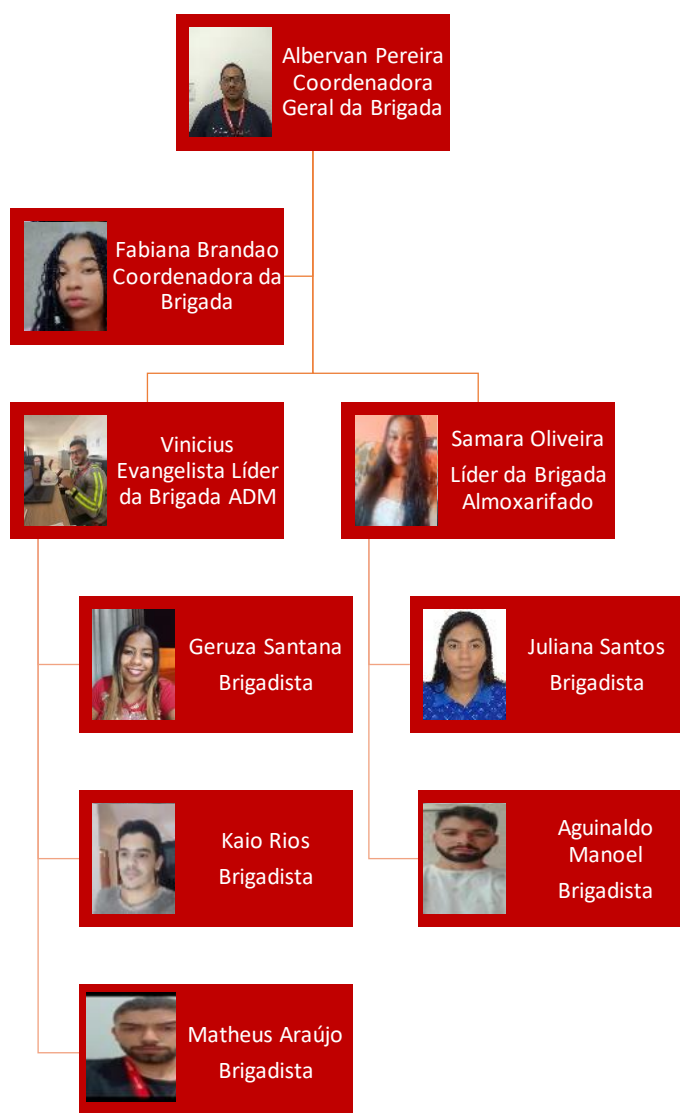 Albervan Pereira
Coordenadora
Geral da Brigada
Fabiana Brandao
Coordenadora da
Brigada
Vinicius
Evangelista Líder
da Brigada ADM
Samara Oliveira
Líder da Brigada
Almoxarifado
Geruza Santana
Brigadista
Juliana Santos
Brigadista
Kaio Rios
Brigadista
Aguinaldo
Manoel
Brigadista
Matheus Araújo
Brigadista